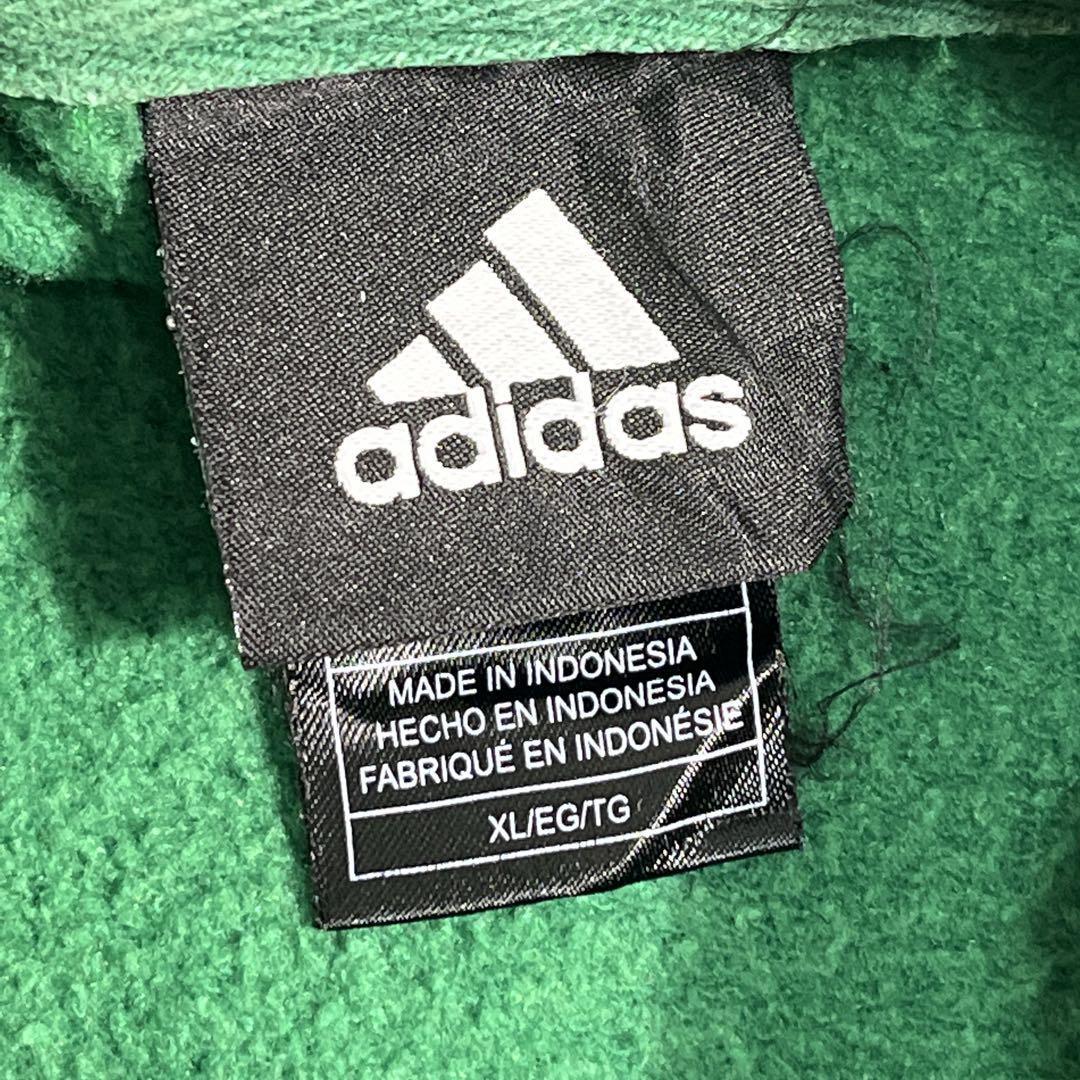 adidas
MADE IN INDONESIA
HECHO EN INDONESIA
FABRIQUÉ EN INDONÉSIE
XL/EG/TG